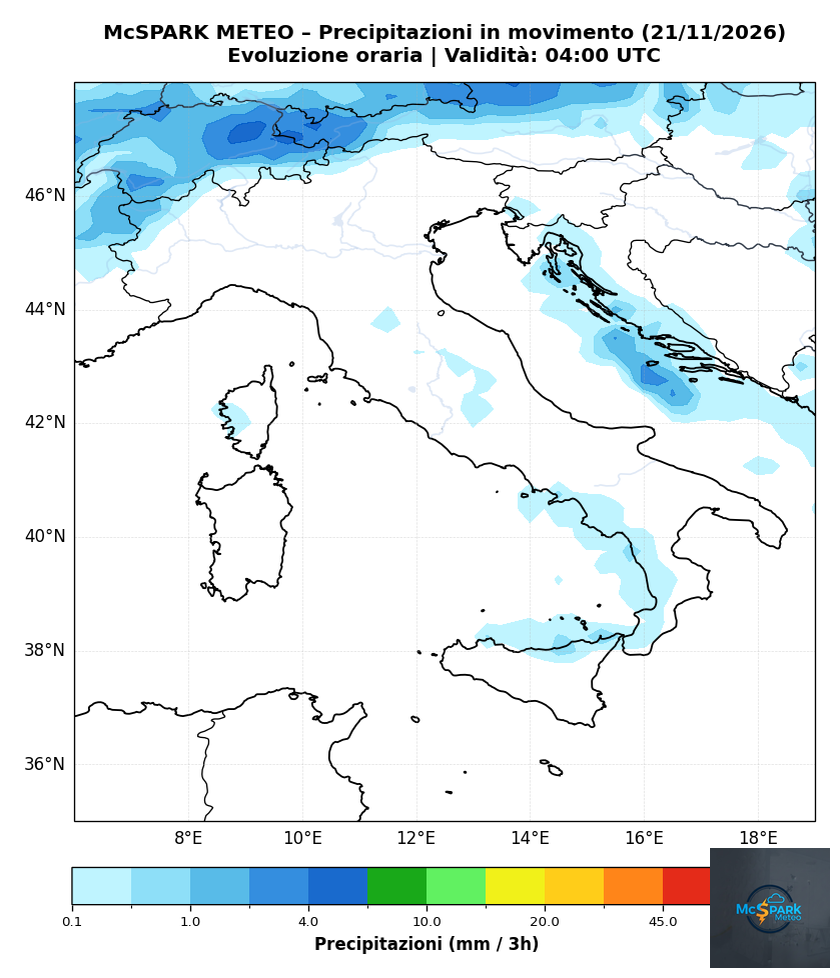 McSPARK METEO – Precipitazioni in movimento (21/11/2026)
Evoluzione oraria | Validità: 04:00 UTC
46°N
44°N
42°N
40°N
38°N
36°N
8°E 10°E 12°E 14°E 16°E 18°E
0.1 1.0 4.0 10.0 20.0 45.0
Precipitazioni (mm / 3h)
McSPARK
Meteo